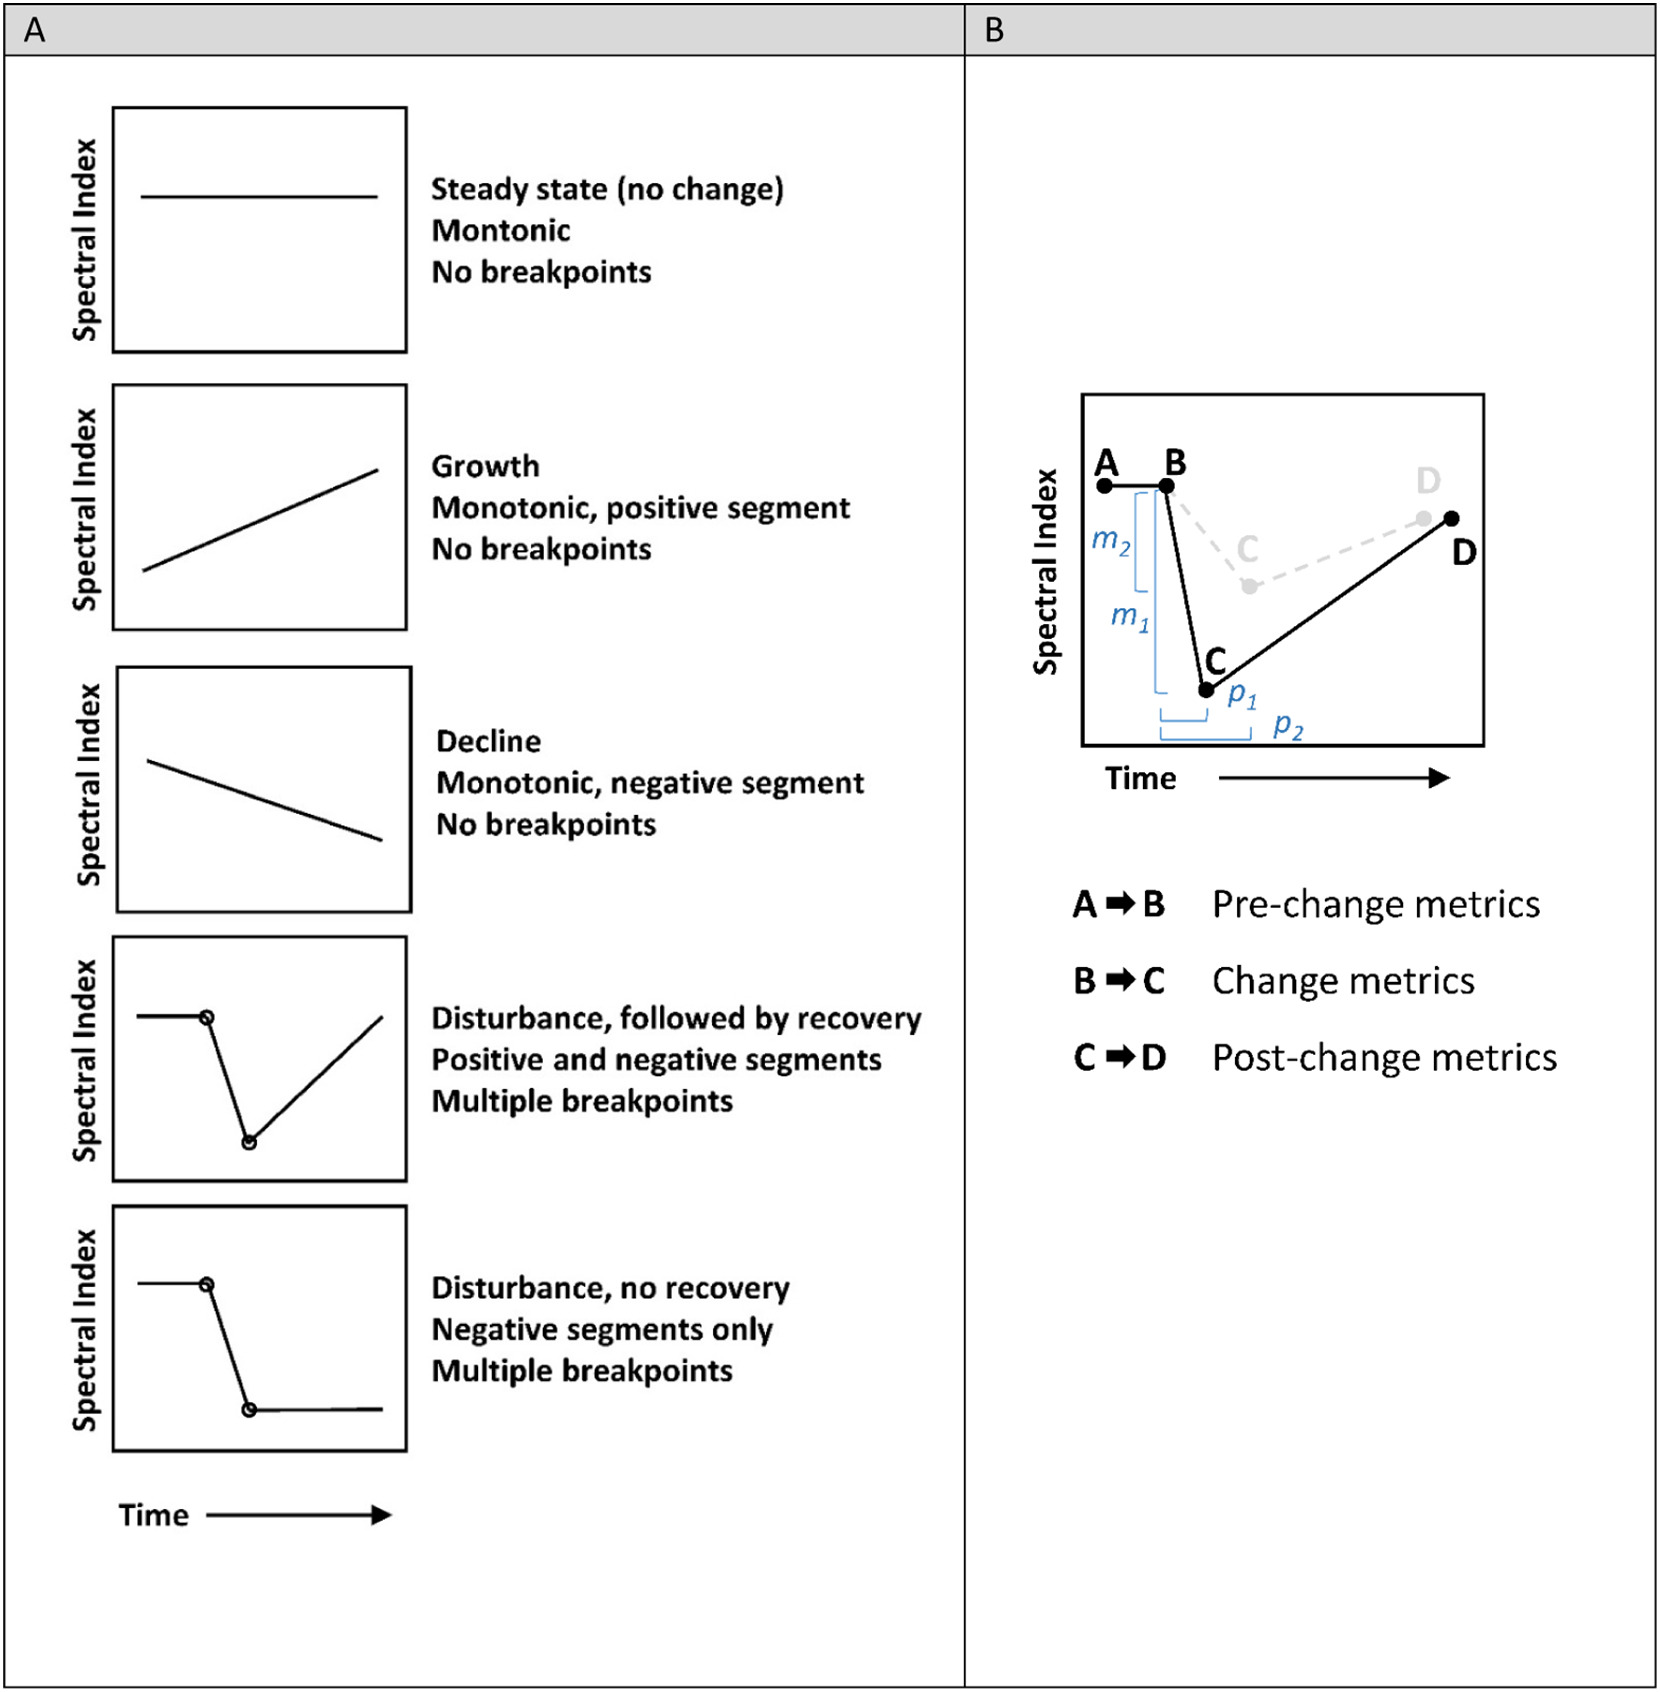 A
Spectral Index
Steady state (no change)
Montonic
No breakpoints
Spectral Index
Growth
Monotonic, positive segment
No breakpoints
Spectral Index
Decline
Monotonic, negative segment
No breakpoints
Spectral Index
Disturbance, followed by recovery
Positive and negative segments
Multiple breakpoints
Spectral Index
Disturbance, no recovery
Negative segments only
Multiple breakpoints
Time
B
Spectral Index
A B
D
m2
C
D
m1
C
p1
p2
Time
A ➡ B Pre-change metrics
B ➡ C Change metrics
C ➡ D Post-change metrics